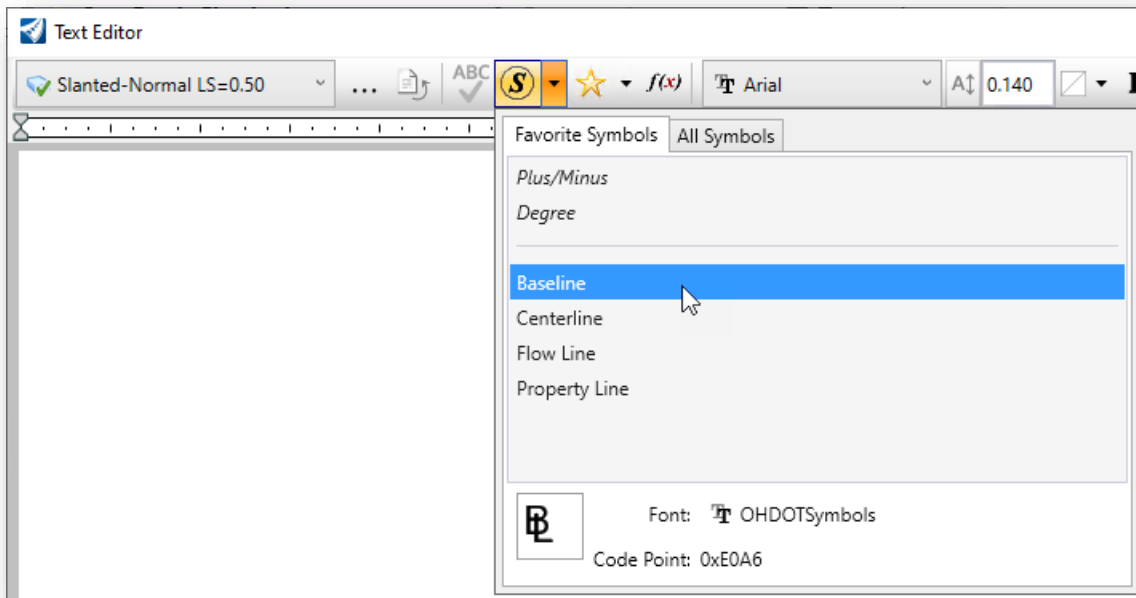 Text Editor
Slanted-Normal LS=0.50 ... ABC S f(x) Arial 0.140
Favorite Symbols All Symbols
Plus/Minus
Degree
Baseline
Centerline
Flow Line
Property Line
BL Font: OHDOTSymbols
Code Point: 0xE0A6